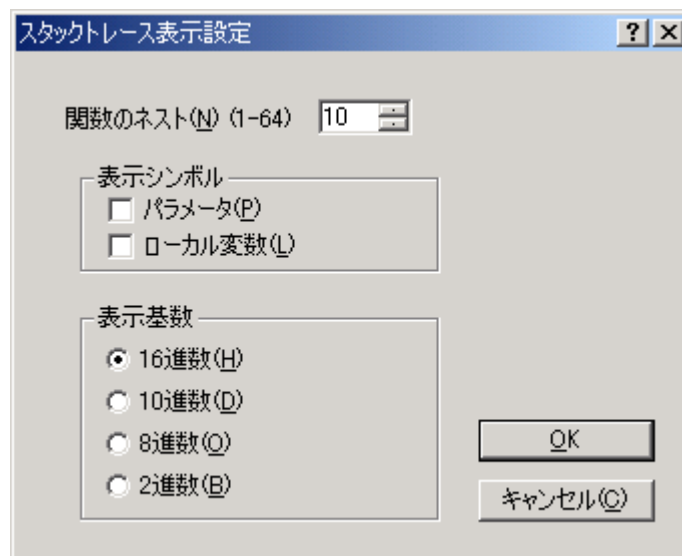 スタックトレース表示設定
関数のネスト(N) (1-64) 10
表示シンボル
パラメータ(P)
ローカル変数(L)
表示基数
16進数(H)
10進数(D)
8進数(O)
2進数(B)
OK
キャンセル(C)